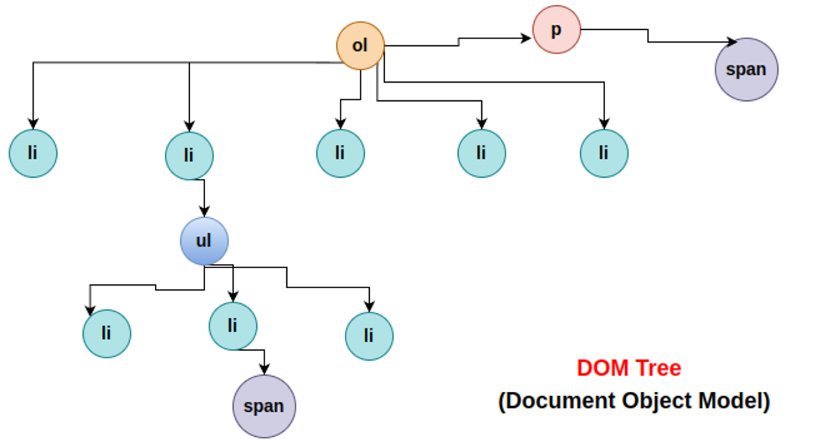 p
ol
span
li
li
li
li
li
ul
li
li
li
span
DOM Tree
(Document Object Model)